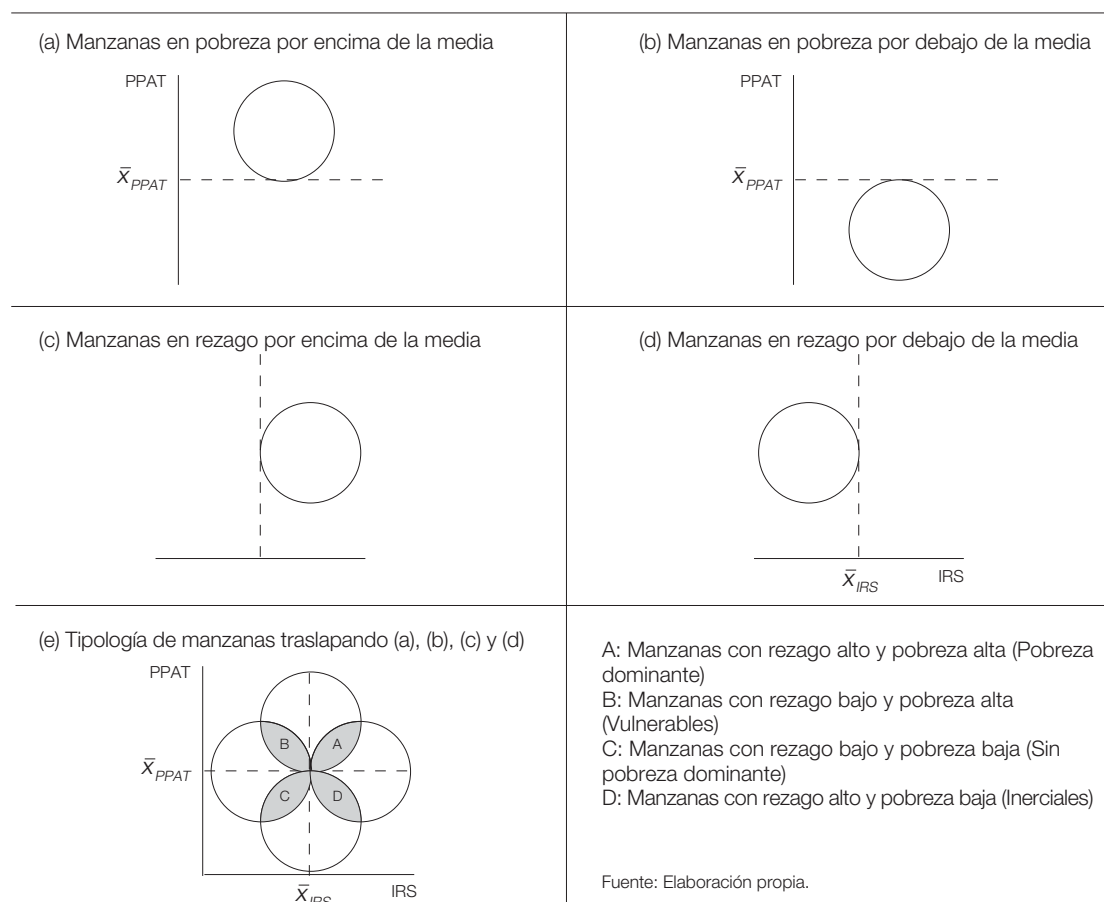 (a) Manzanas en pobreza por encima de la media
PPAT
x̄ PPAT
(b) Manzanas en pobreza por debajo de la media
PPAT
x̄ PPAT
(c) Manzanas en rezago por encima de la media
(d) Manzanas en rezago por debajo de la media
x̄ IRS
IRS
(e) Tipología de manzanas traslapando (a), (b), (c) y (d)
PPAT
B
A
x̄ PPAT
C
D
x̄ IRS
IRS
A: Manzanas con rezago alto y pobreza alta (Pobreza
dominante)
B: Manzanas con rezago bajo y pobreza alta
(Vulnerables)
C: Manzanas con rezago bajo y pobreza baja (Sin
pobreza dominante)
D: Manzanas con rezago alto y pobreza baja (Inerciales)
Fuente: Elaboración propia.